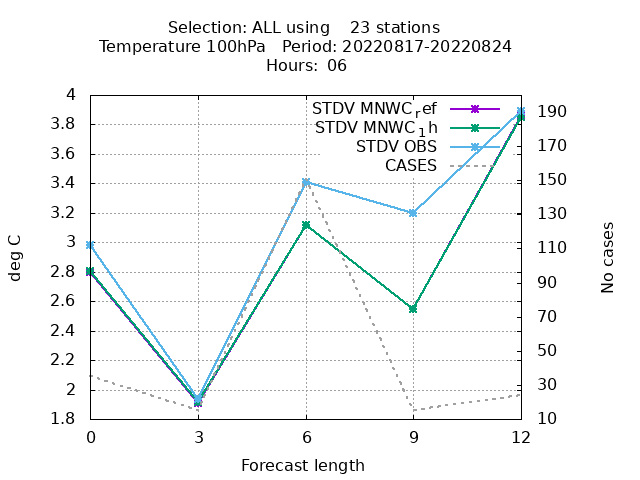 Selection: ALL using    23 stations
Temperature 100hPa   Period: 20220817-20220824
Hours:  06
STDV MNWC_ref
STDV MNWC_1h
STDV OBS
CASES
4
3.8
3.6
3.4
3.2
3
2.8
2.6
2.4
2.2
2
1.8
deg C
190
170
150
130
110
90
70
50
30
10
No cases
0 3 6 9 12
Forecast length